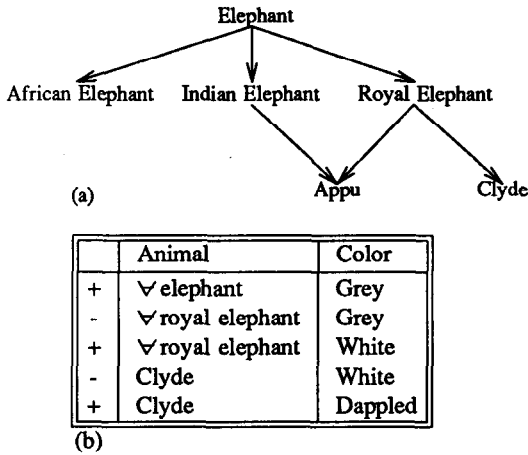 Elephant
African Elephant Indian Elephant Royal Elephant
Appu Clyde
(a)
Animal Color
+ ∀ elephant Grey
- ∀ royal elephant Grey
+ ∀ royal elephant White
- Clyde White
+ Clyde Dappled
(b)